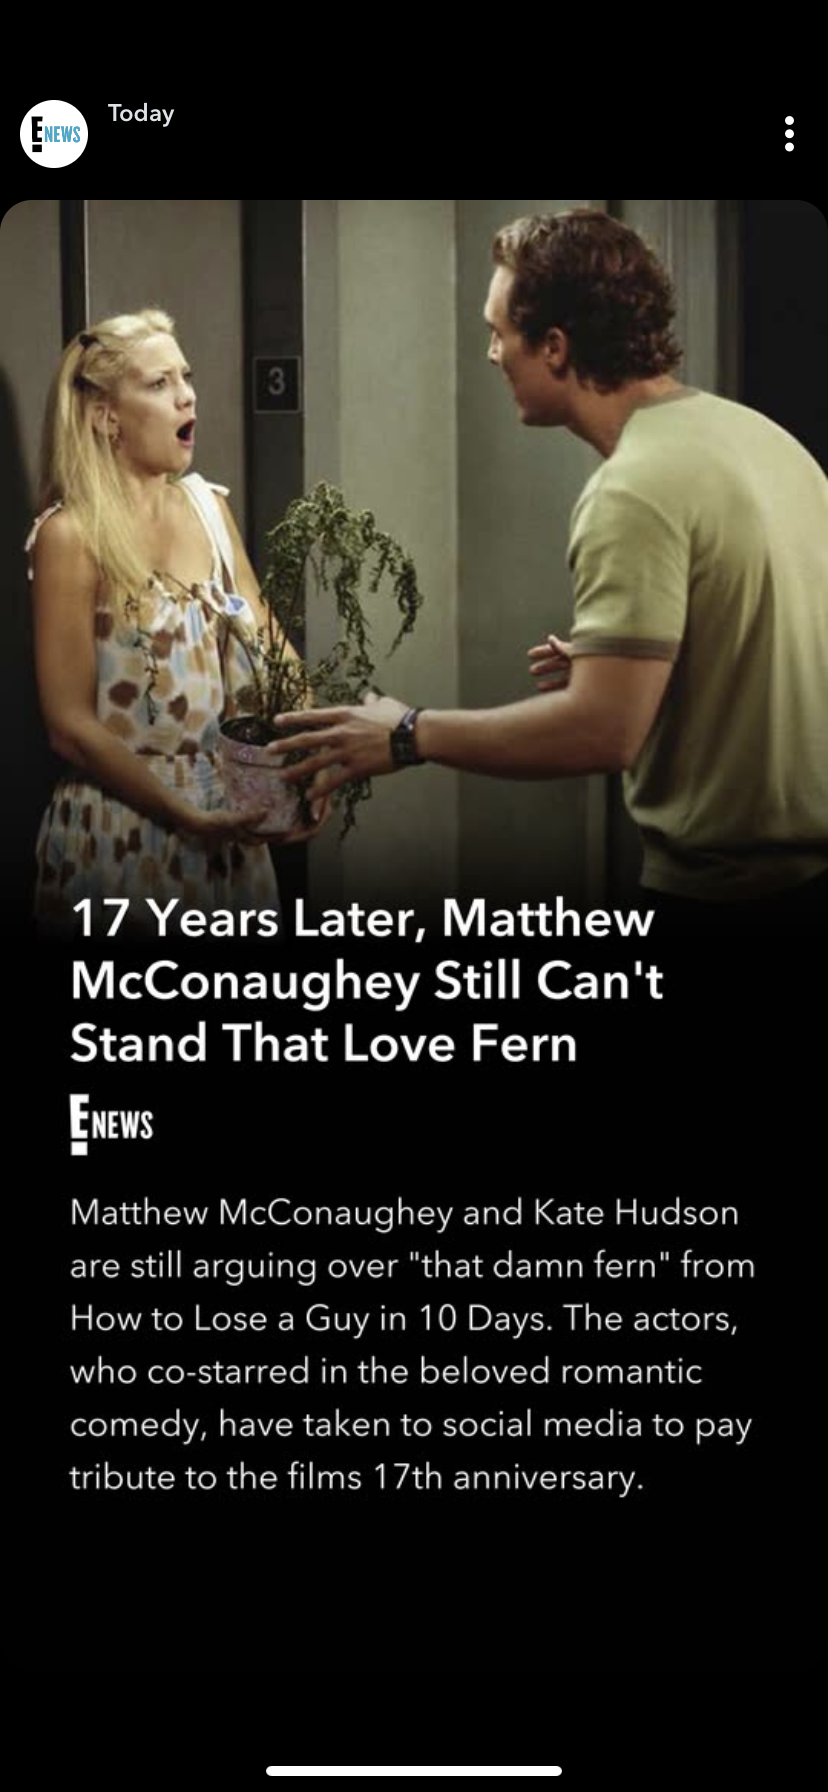 E! NEWS
Today
3
17 Years Later, Matthew
McConaughey Still Can't
Stand That Love Fern
E! NEWS
Matthew McConaughey and Kate Hudson
are still arguing over "that damn fern" from
How to Lose a Guy in 10 Days. The actors,
who co-starred in the beloved romantic
comedy, have taken to social media to pay
tribute to the films 17th anniversary.